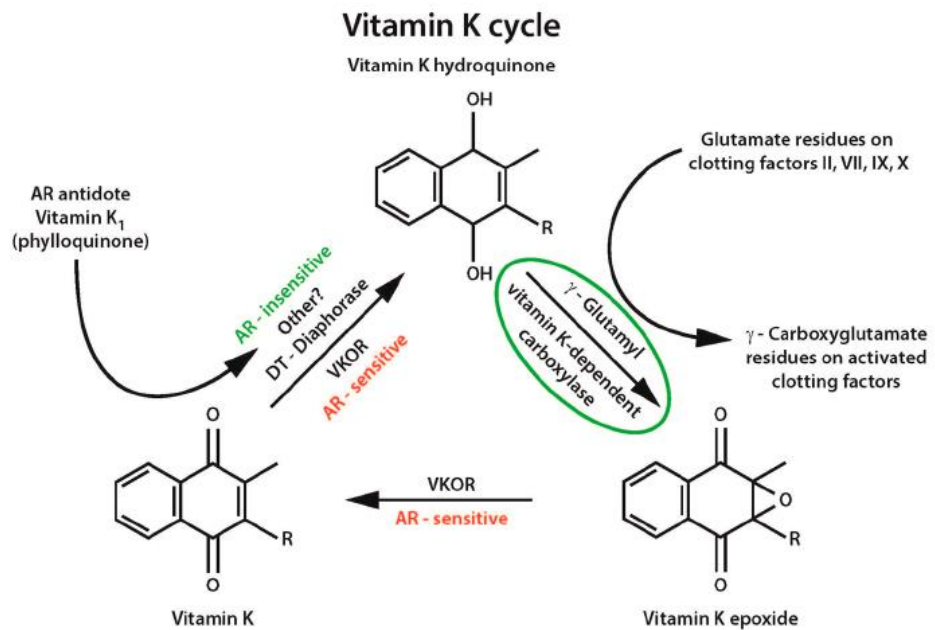 Vitamin K cycle
Vitamin K hydroquinone
OH
R
OH
Glutamate residues on
clotting factors II, VII, IX, X
AR antidote
Vitamin K₁
(phylloquinone)
AR - insensitive
Other?
DT - Diaphorase
VKOR
AR - sensitive
γ - Glutamyl
vitamin K-dependent
carboxylase
γ - Carboxyglutamate
residues on activated
clotting factors
O
R
O
Vitamin K
VKOR
AR - sensitive
O
O
R
O
Vitamin K epoxide